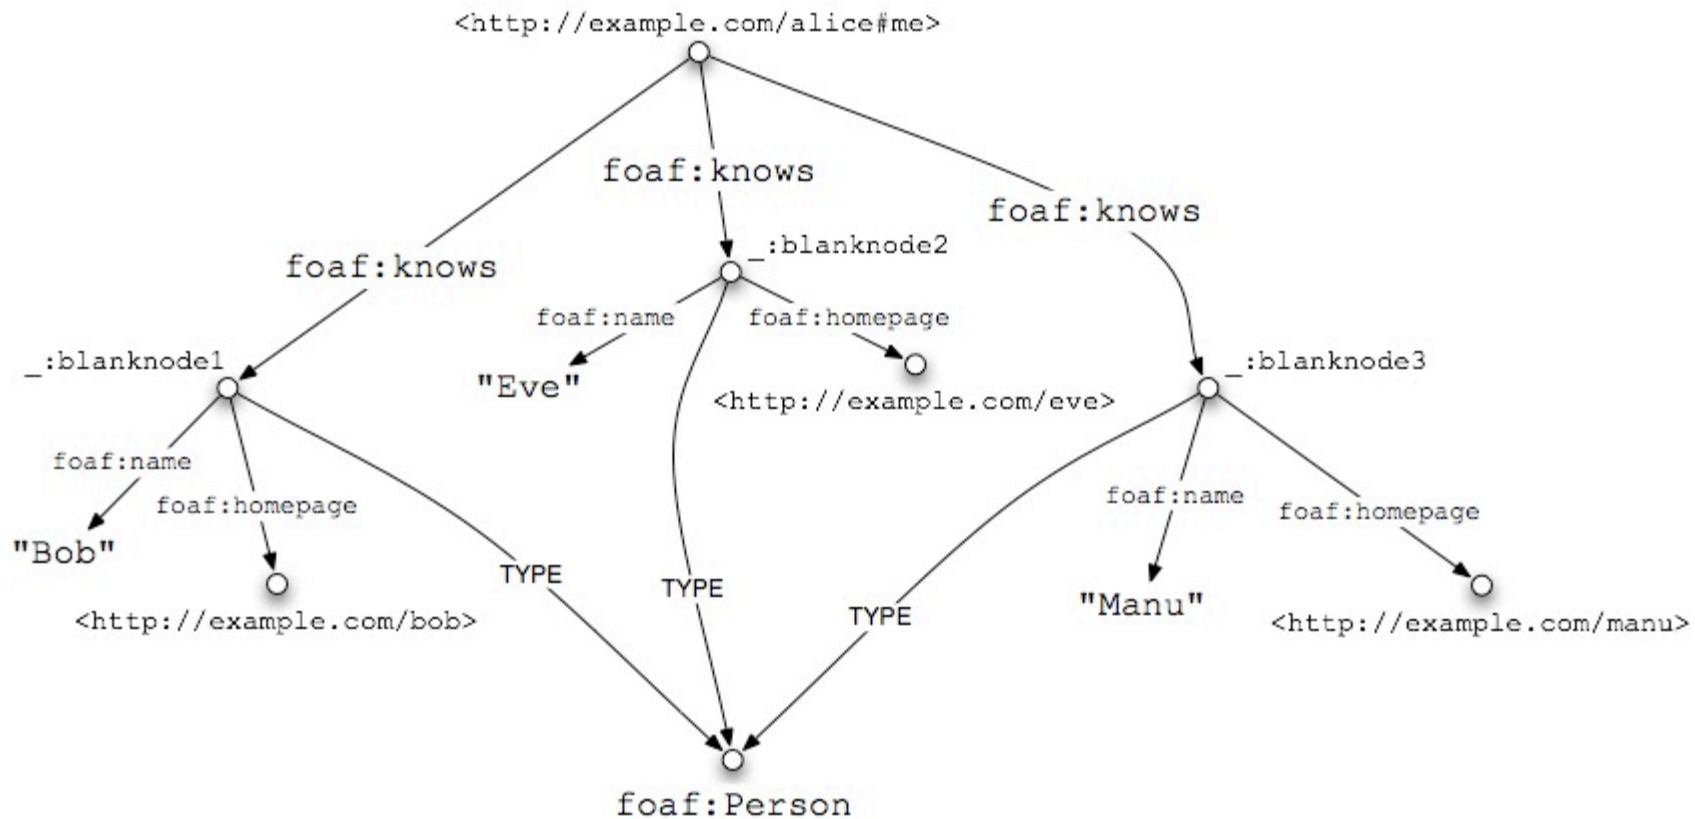 <http://example.com/alice#me>
foaf:knows
foaf:knows
foaf:knows
_:blanknode2
foaf:name
foaf:homepage
"Eve"
<http://example.com/eve>
_:blanknode1
foaf:name
foaf:homepage
"Bob"
<http://example.com/bob>
_:blanknode3
foaf:name
foaf:homepage
"Manu"
<http://example.com/manu>
TYPE
TYPE
TYPE
foaf:Person